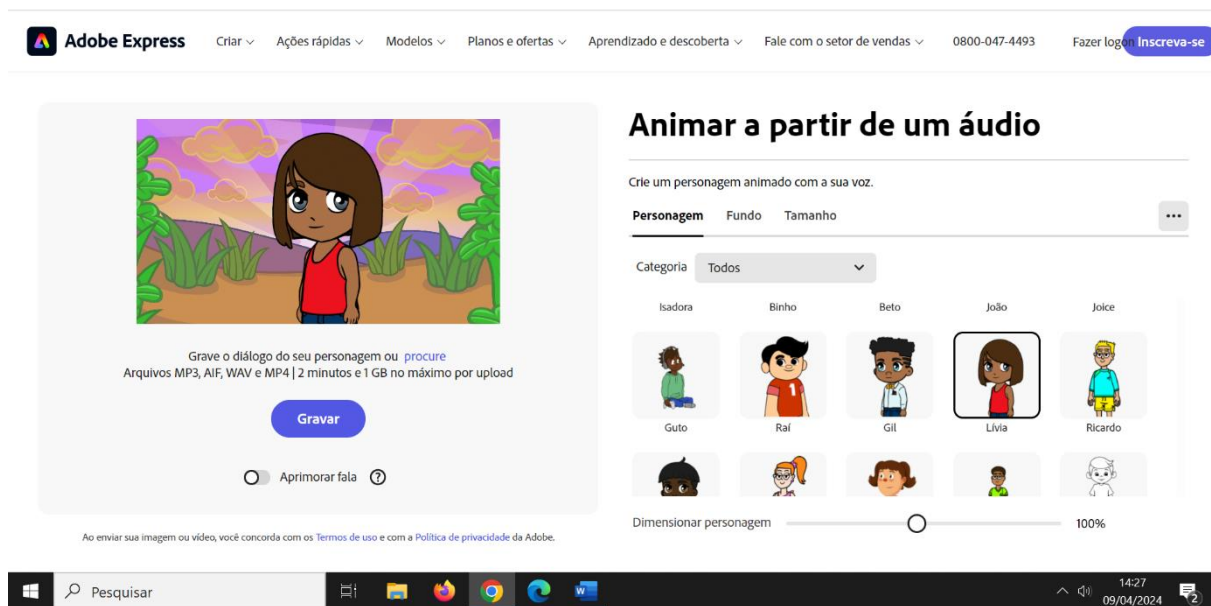 Adobe Express
Criar
Ações rápidas
Modelos
Planos e ofertas
Aprendizado e descoberta
Fale com o setor de vendas
0800-047-4493
Fazer logon
Inscreva-se
Grave o diálogo do seu personagem ou procure
Arquivos MP3, AIF, WAV e MP4 | 2 minutos e 1 GB no máximo por upload
Gravar
Aprimorar fala ?
Ao enviar sua imagem ou vídeo, você concorda com os Termos de uso e com a Política de privacidade da Adobe.
Animar a partir de um áudio
Crie um personagem animado com a sua voz.
Personagem Fundo Tamanho
Categoria Todos
Isadora Binho Beto João Joice
1
Guto Raí Gil Lívia Ricardo
Dimensionar personagem 100%
Pesquisar
W
14:27
09/04/2024
2